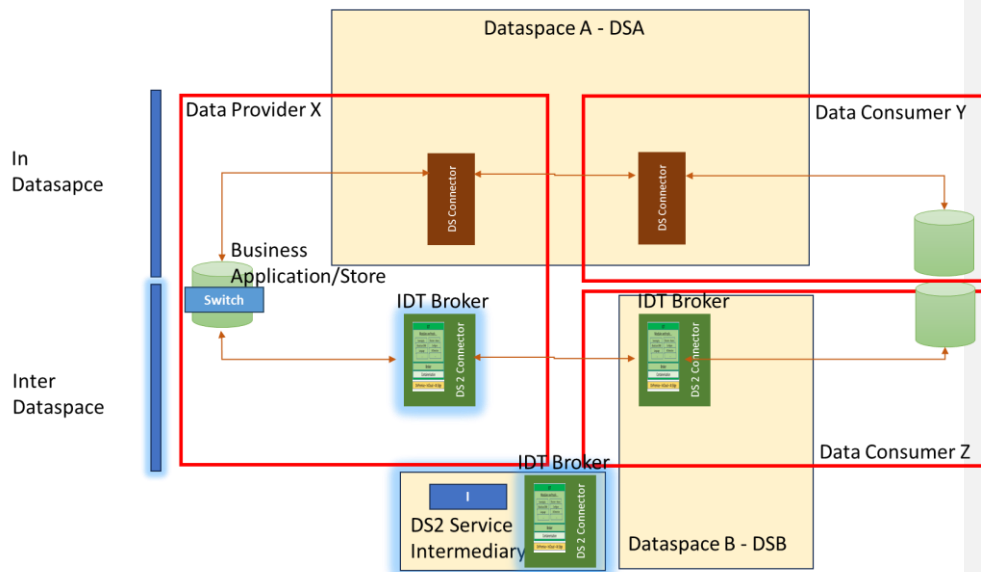 Dataspace A - DSA
Data Provider X
Data Consumer Y
In
Datasapce
DS Connector
DS Connector
Business
Application/Store
Switch
IDT Broker
IDT Broker
DS 2 Connector
DS 2 Connector
Inter
Dataspace
Data Consumer Z
IDT Broker
I
DS 2 Connector
DS2 Service
Intermediary
Dataspace B - DSB